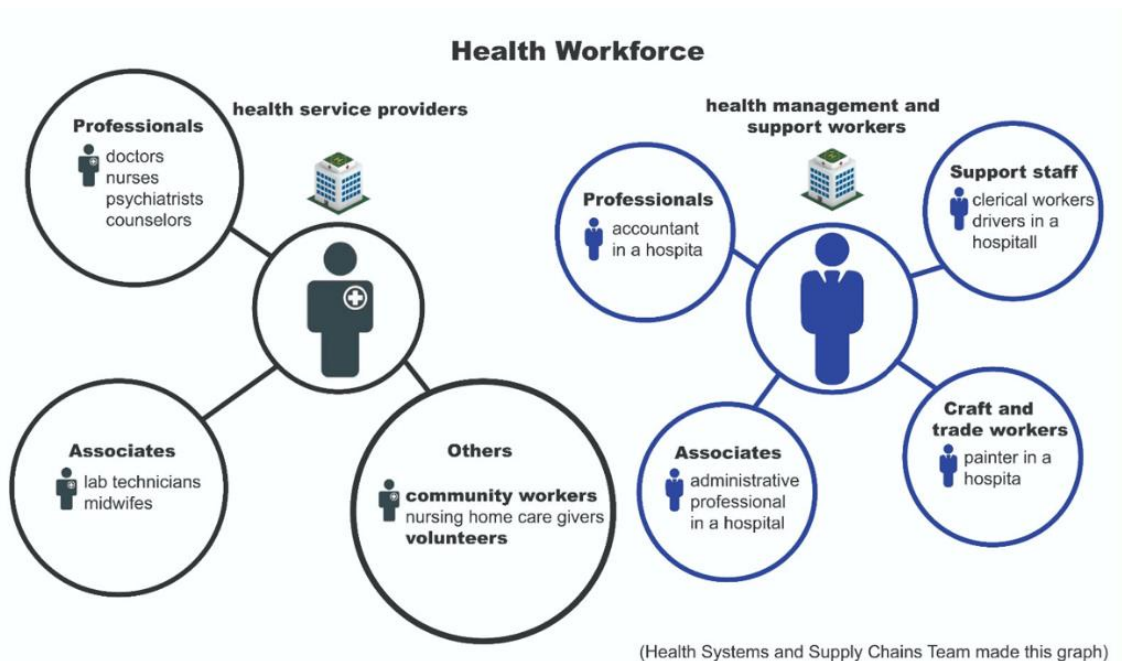 Health Workforce
health service providers
Professionals
doctors
nurses
psychiatrists
counselors
Associates
lab technicians
midwifes
Others
community workers
nursing home care givers
volunteers
health management and
support workers
Professionals
accountant
in a hospita
Support staff
clerical workers
drivers in a
hospitall
Associates
administrative
professional
in a hospital
Craft and
trade workers
painter in a
hospita
(Health Systems and Supply Chains Team made this graph)